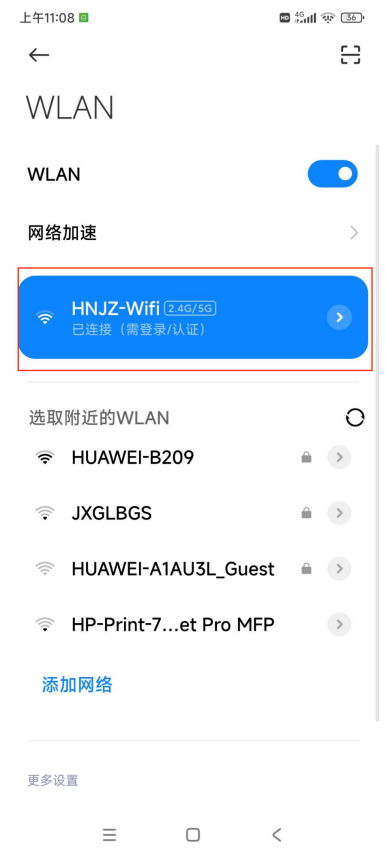 上午11:08
HD 4G 36
WLAN
WLAN
网络加速
HNJZ-Wifi 2.4G/5G
已连接（需登录/认证）
选取附近的WLAN
HUAWEI-B209
JXGLBGS
HUAWEI-A1AU3L_Guest
HP-Print-7...et Pro MFP
添加网络
更多设置